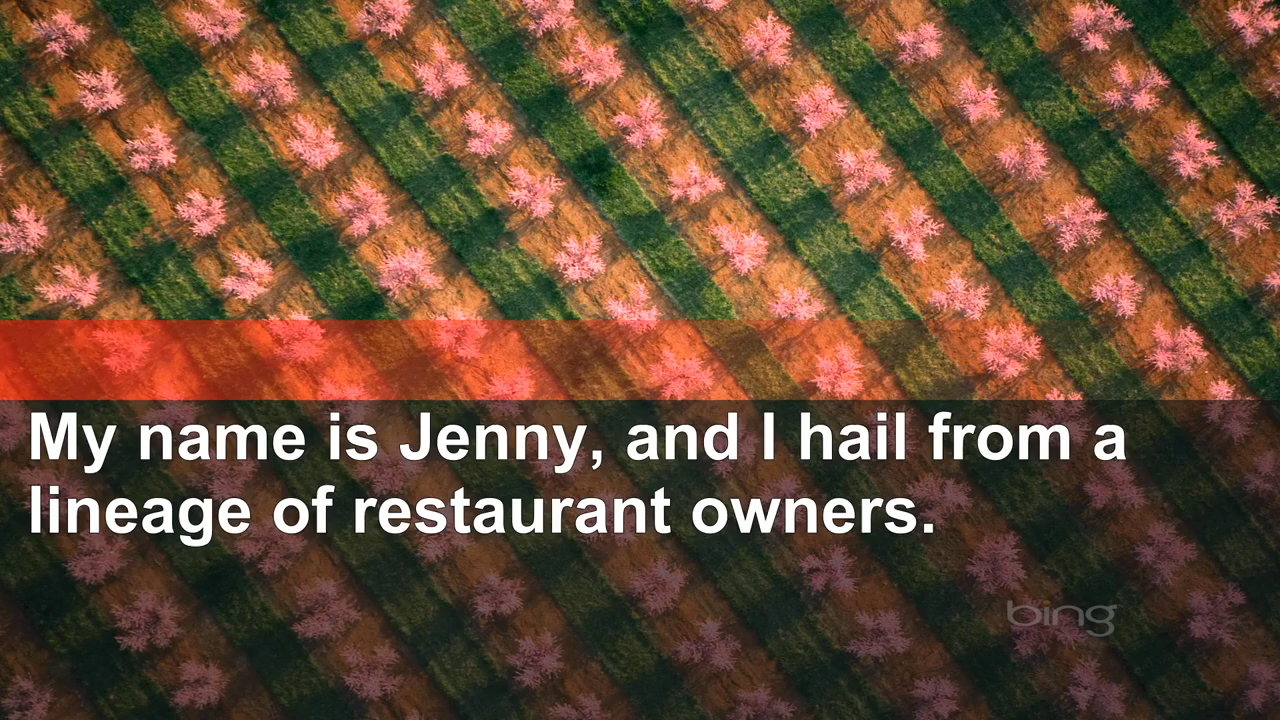 My name is Jenny, and I hail from a
lineage of restaurant owners.
bing